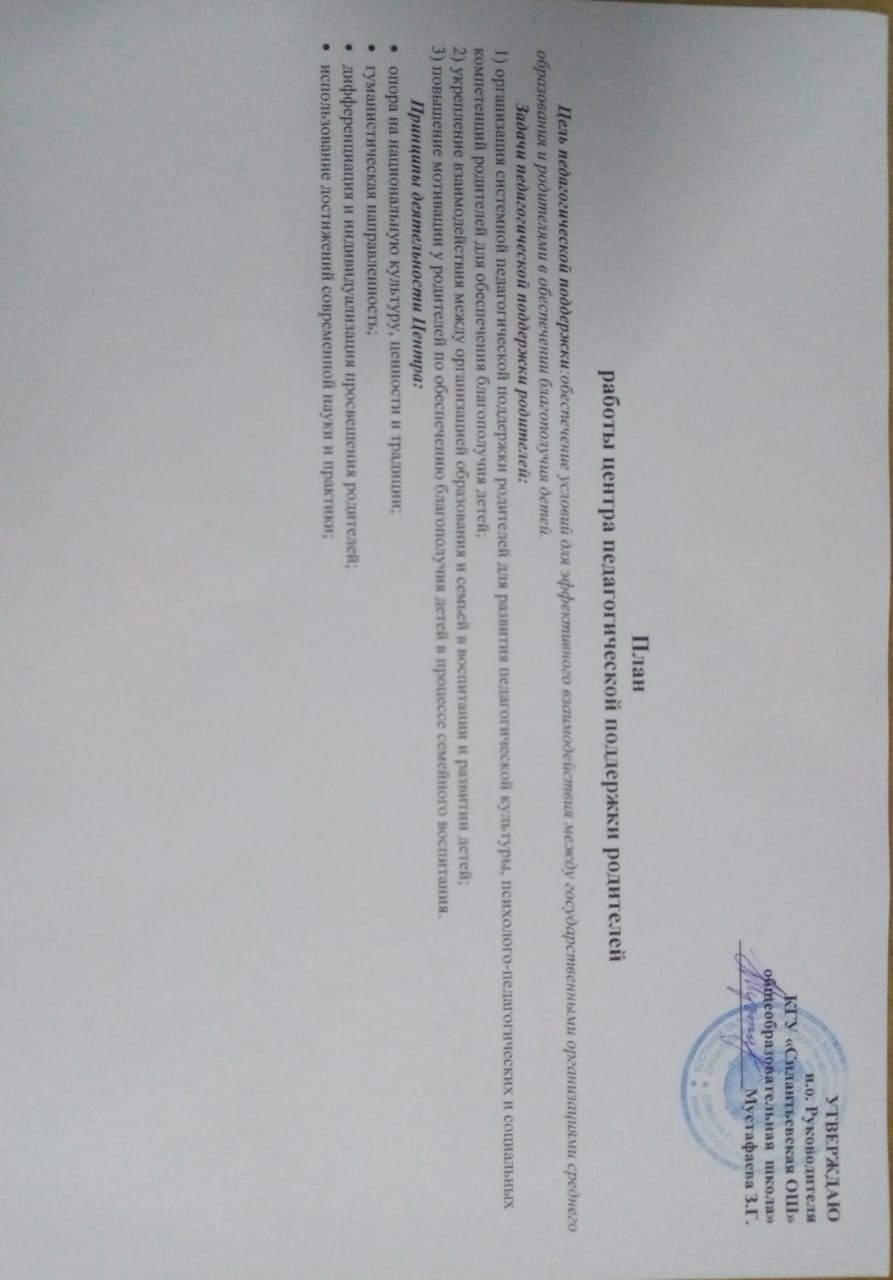 УТВЕРЖДАЮ
и.о. Руководителя
КГУ «Силантьевская ОШ»
общеобразовательная школа»
Мустафаева З.Г.
План
работы центра педагогической поддержки родителей
Цель педагогической поддержки:обеспечение условий для эффективного взаимодействия между государственными организациями среднего
образования и родителями в обеспечении благополучия детей.
Задачи педагогической поддержки родителей:
1) организация системной педагогической поддержки родителей для развития педагогической культуры, психолого-педагогических и социальных
компетенций родителей для обеспечения благополучия детей;
2) укрепление взаимодействия между организацией образования и семьей в воспитании и развитии детей;
3) повышение мотивации у родителей по обеспечению благополучия детей в процессе семейного воспитания.
Принципы деятельности Центра:
• опора на национальную культуру, ценности и традиции;
• гуманистическая направленность;
• дифференциация и индивидуализация просвещения родителей;
• использование достижений современной науки и практики;